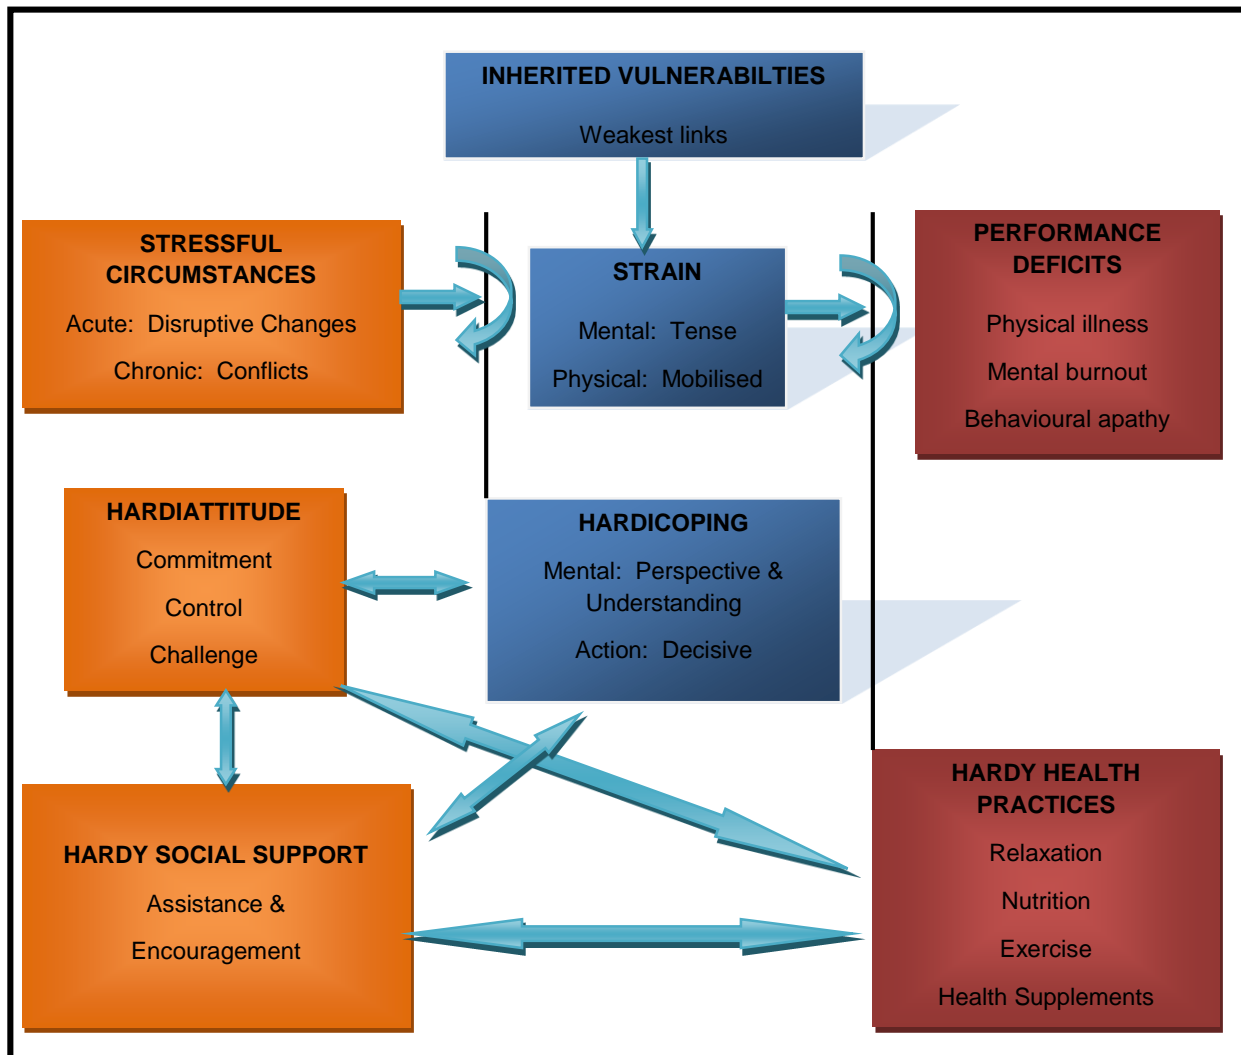 INHERITED VULNERABILTIES
Weakest links
STRESSFUL
CIRCUMSTANCES
Acute:  Disruptive Changes
Chronic:  Conflicts
STRAIN
Mental:  Tense
Physical:  Mobilised
PERFORMANCE
DEFICITS
Physical illness
Mental burnout
Behavioural apathy
HARDIATTITUDE
Commitment
Control
Challenge
HARDICOPING
Mental:  Perspective &
Understanding
Action:  Decisive
HARDY SOCIAL SUPPORT
Assistance &
Encouragement
HARDY HEALTH
PRACTICES
Relaxation
Nutrition
Exercise
Health Supplements